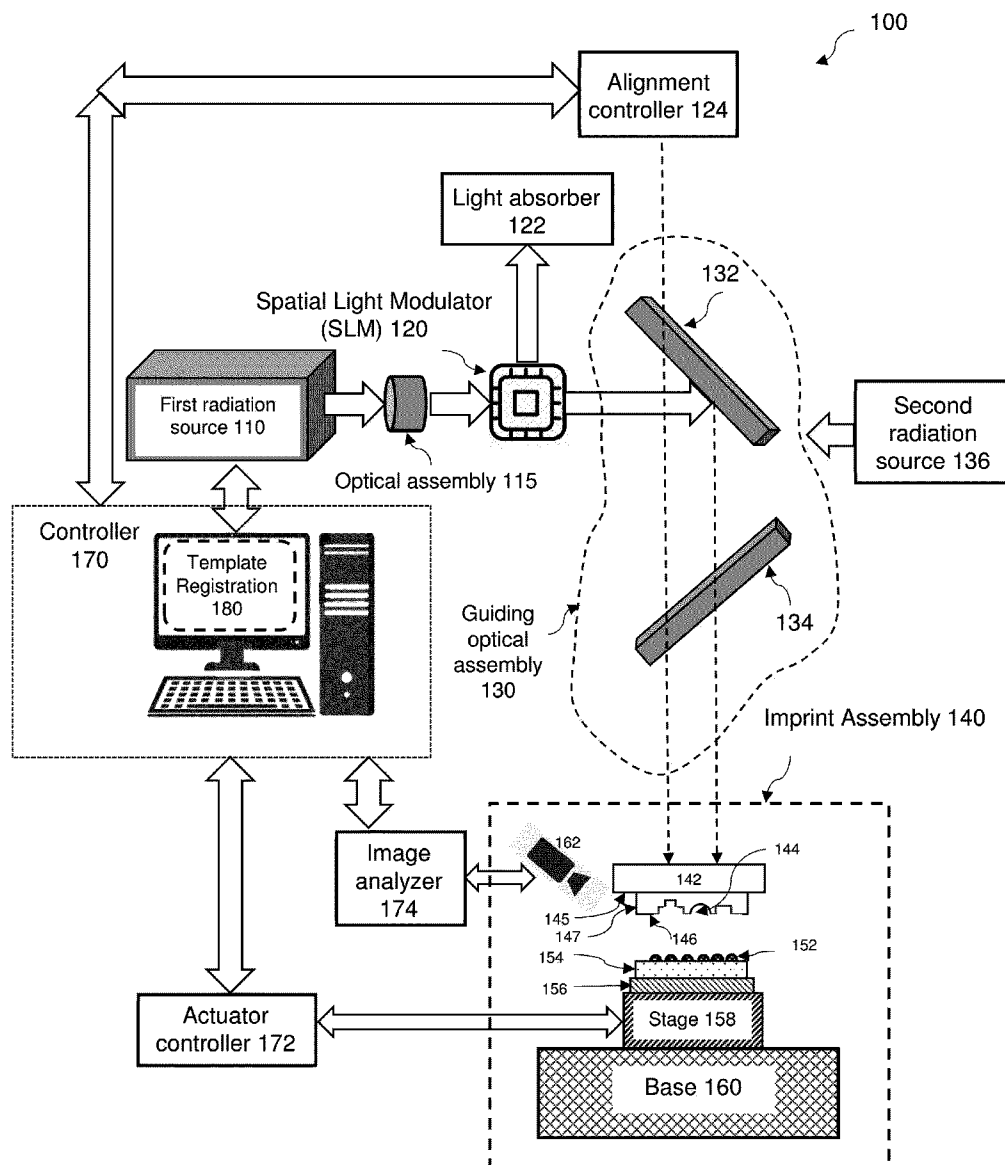 100
Alignment
controller 124
Light absorber
122
132
Spatial Light Modulator
(SLM) 120
First radiation
source 110
Second
radiation
source 136
Optical assembly 115
Controller
170
Template
Registration
180
134
Guiding
optical
assembly
130
Imprint Assembly 140
162
144
Image
analyzer
174
142
145
147
146
152
154
156
Actuator
controller 172
Stage 158
Base 160